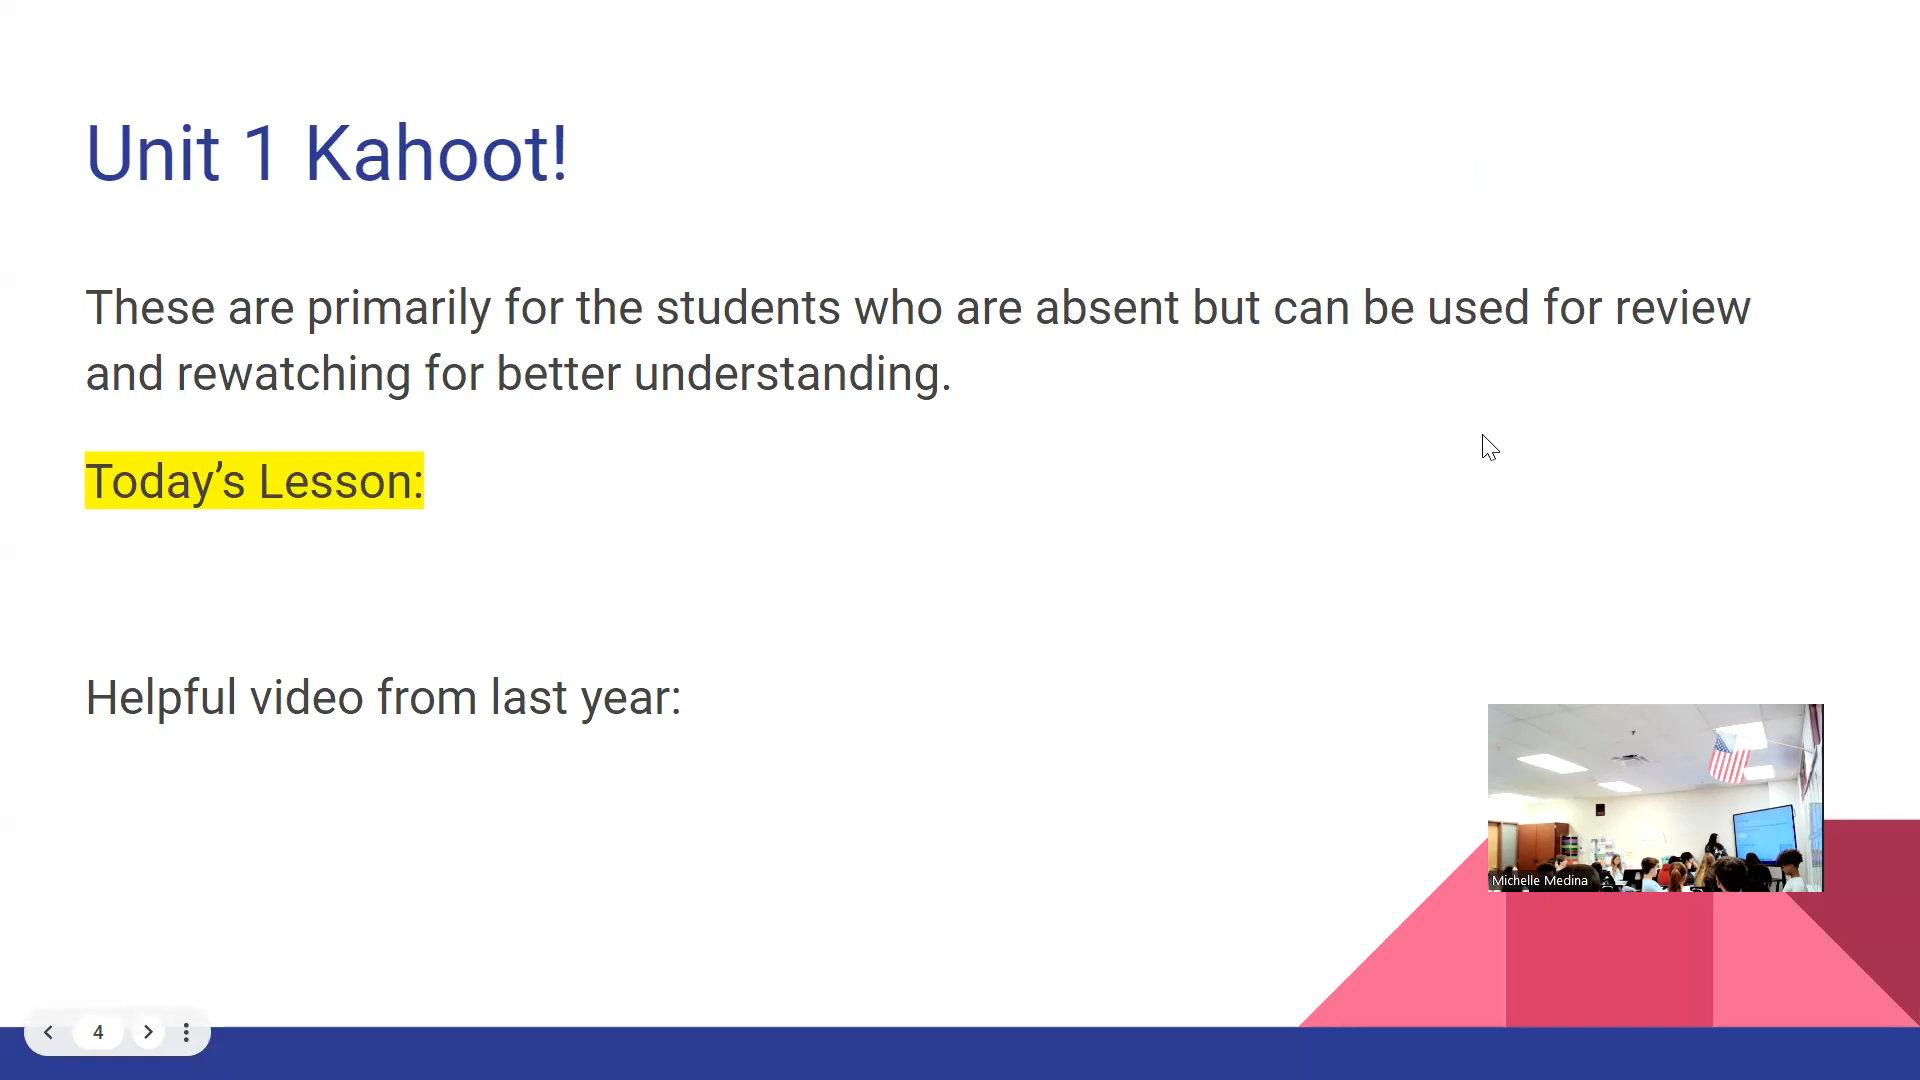 Unit 1 Kahoot!
These are primarily for the students who are absent but can be used for review
and rewatching for better understanding.
Today’s Lesson:
Helpful video from last year:
Michelle Medina
4